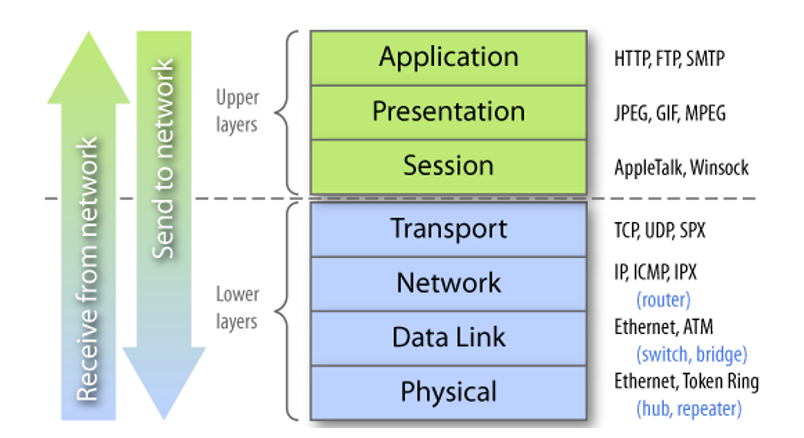 Receive from network
Send to network
Upper
layers
Application
HTTP, FTP, SMTP
Presentation
JPEG, GIF, MPEG
Session
AppleTalk, Winsock
Lower
layers
Transport
TCP, UDP, SPX
Network
IP, ICMP, IPX
(router)
Data Link
Ethernet, ATM
(switch, bridge)
Physical
Ethernet, Token Ring
(hub, repeater)